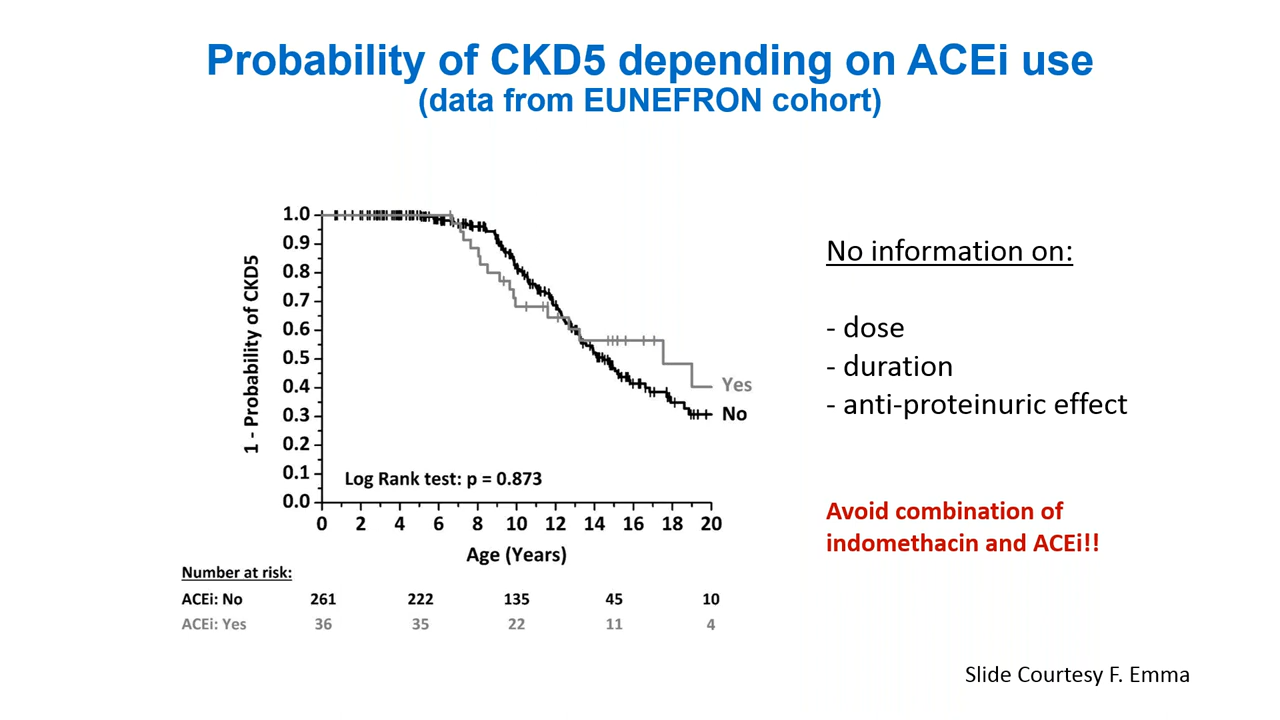 Probability of CKD5 depending on ACEi use
(data from EUNEFRON cohort)
1 - Probability of CKD5
1.0
0.9
0.8
0.7
0.6
0.5
0.4
0.3
0.2
0.1
0.0
Yes
No
Log Rank test: p = 0.873
0 2 4 6 8 10 12 14 16 18 20
Age (Years)
Number at risk:
ACEi: No 261 222 135 45 10
ACEi: Yes 36 35 22 11 4
No information on:
- dose
- duration
- anti-proteinuric effect
Avoid combination of
indomethacin and ACEi!!
Slide Courtesy F. Emma